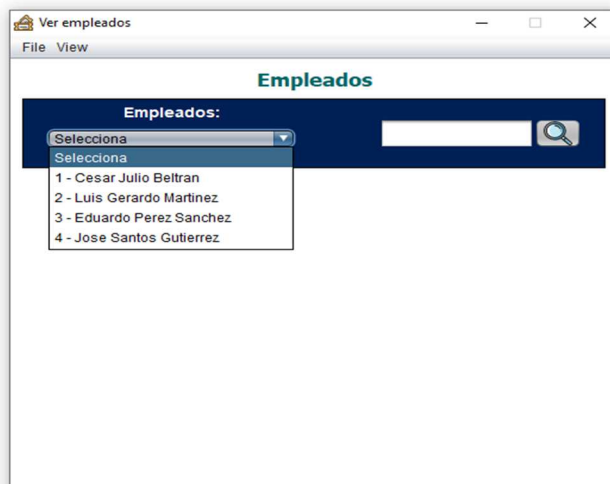 Ver empleados
File View
Empleados
Empleados:
Selecciona
Selecciona
1 - Cesar Julio Beltran
2 - Luis Gerardo Martinez
3 - Eduardo Perez Sanchez
4 - Jose Santos Gutierrez